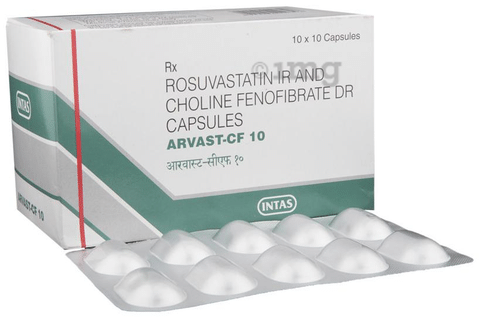 10 x 10 Capsules
Rx
ROSUVASTATIN IR AND
CHOLINE FENOFIBRATE DR
CAPSULES
ARVAST-CF 10
आरवास्ट-सीएफ १०
INTAS
INTAS
ARVAST-CF 10
1mg